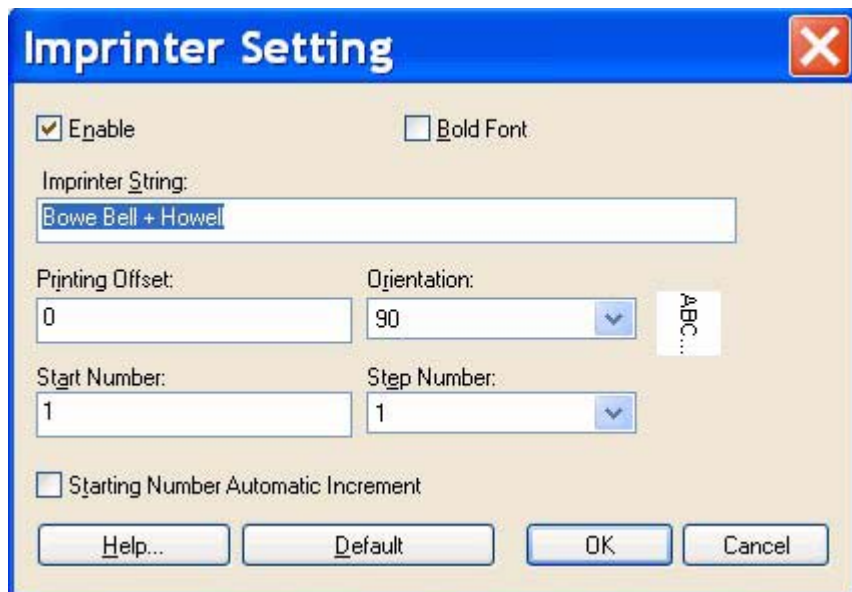 Imprinter Setting
Enable
Bold Font
Imprinter String:
Bowe Bell + Howell
Printing Offset:
Orientation:
0
90
ABC...
Start Number:
Step Number:
1
1
Starting Number Automatic Increment
Help...
Default
OK
Cancel